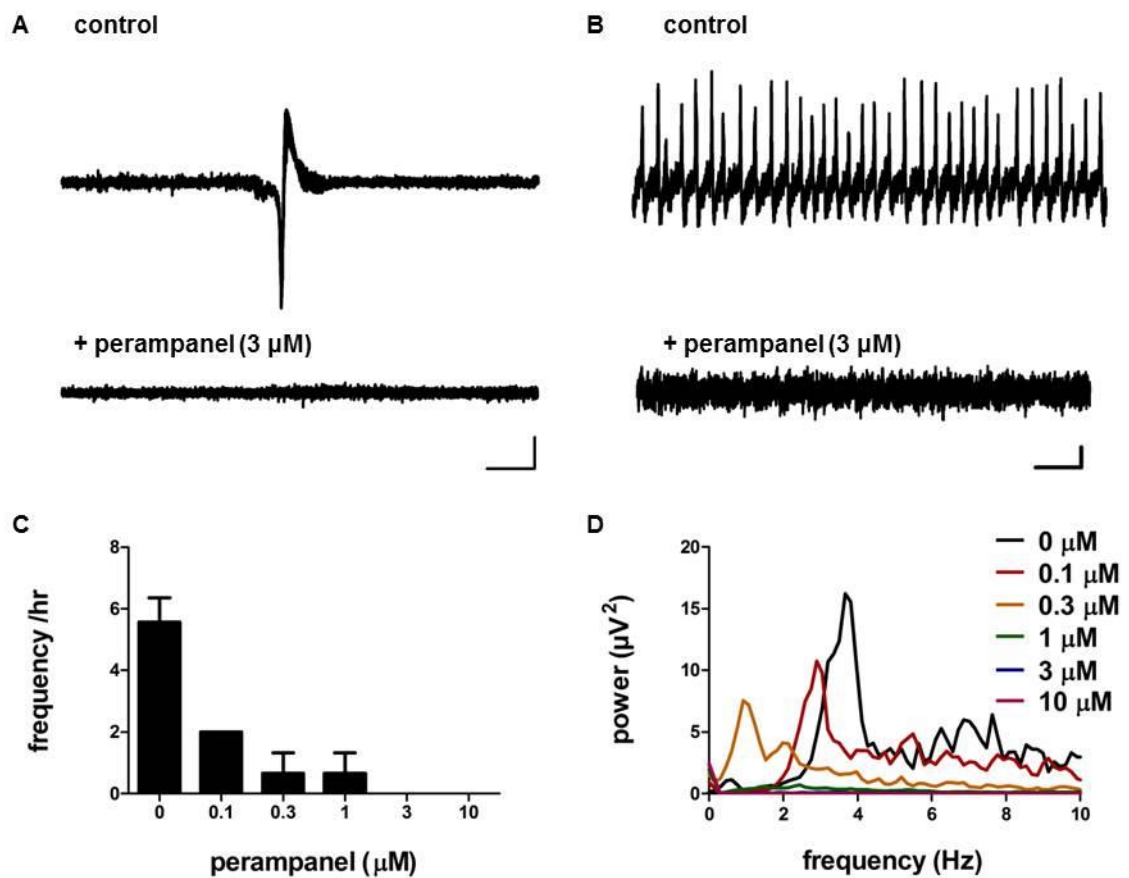 A control
+ perampanel (3 µM)
B control
+ perampanel (3 µM)
C
8
6
4
2
0
frequency /hr
0 0.1 0.3 1 3 10
perampanel (µM)
D
20
15
10
5
0
power (µV²)
0 2 4 6 8 10
frequency (Hz)
0 µM
0.1 µM
0.3 µM
1 µM
3 µM
10 µM